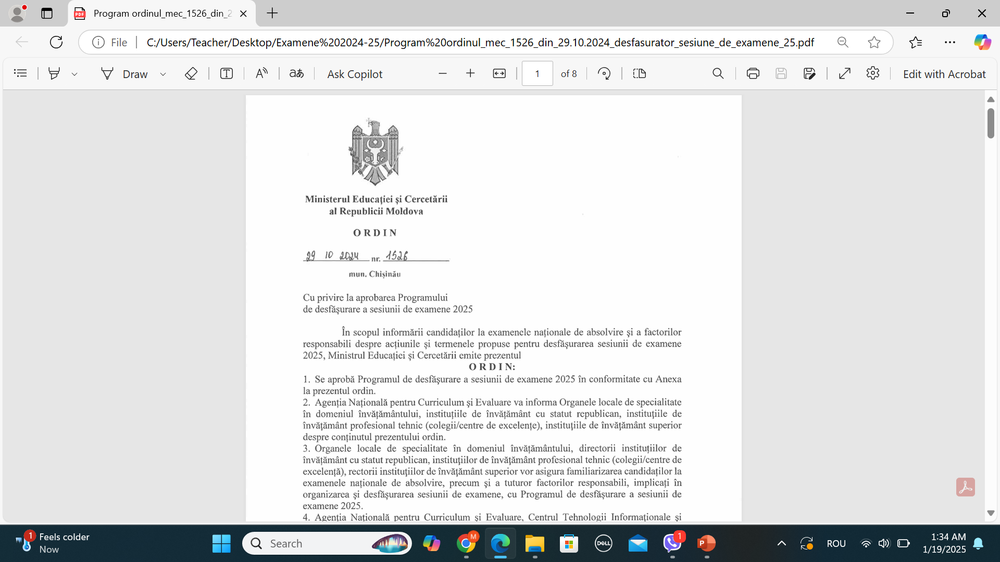 Program ordinul_mec_1526_din_2
File
C:/Users/Teacher/Desktop/Examene%202024-25/Program%20ordinul_mec_1526_din_29.10.2024_desfasurator_sesiune_de_examene_25.pdf
Draw
Ask Copilot
1 of 8
Edit with Acrobat
Ministerul Educației și Cercetării
al Republicii Moldova
O R D I N
29 10 2024 nr. 1526
mun. Chișinău
Cu privire la aprobarea Programului
de desfășurare a sesiunii de examene 2025
În scopul informării candidaților la examenele naționale de absolvire și a factorilor
responsabili despre acțiunile și termenele propuse pentru desfășurarea sesiunii de examene
2025, Ministrul Educației și Cercetării emite prezentul
O R D I N:
1. Se aprobă Programul de desfășurare a sesiunii de examene 2025 în conformitate cu Anexa
la prezentul ordin.
2. Agenția Națională pentru Curriculum și Evaluare va informa Organele locale de specialitate
în domeniul învățământului, instituțiile de învățământ cu statut republican, instituțiile de
învățământ profesional tehnic (colegii/centre de excelențe), instituțiile de învățământ superior
despre conținutul prezentului ordin.
3. Organele locale de specialitate în domeniul învățământului, directorii instituțiilor de
învățământ cu statut republican, instituțiilor de învățământ profesional tehnic (colegii/centre de
excelență), rectorii instituțiilor de învățământ superior vor asigura familiarizarea candidaților la
examenele naționale de absolvire, precum și a tuturor factorilor responsabili, implicați în
organizarea și desfășurarea sesiunii de examene, cu Programul de desfășurare a sesiunii de
examene 2025.
4. Agenția Națională pentru Curriculum și Evaluare, Centrul Tehnologii Informaționale și
1
Feels colder
Now
Search
M
DELL
1
P
ROU
1:34 AM
1/19/2025